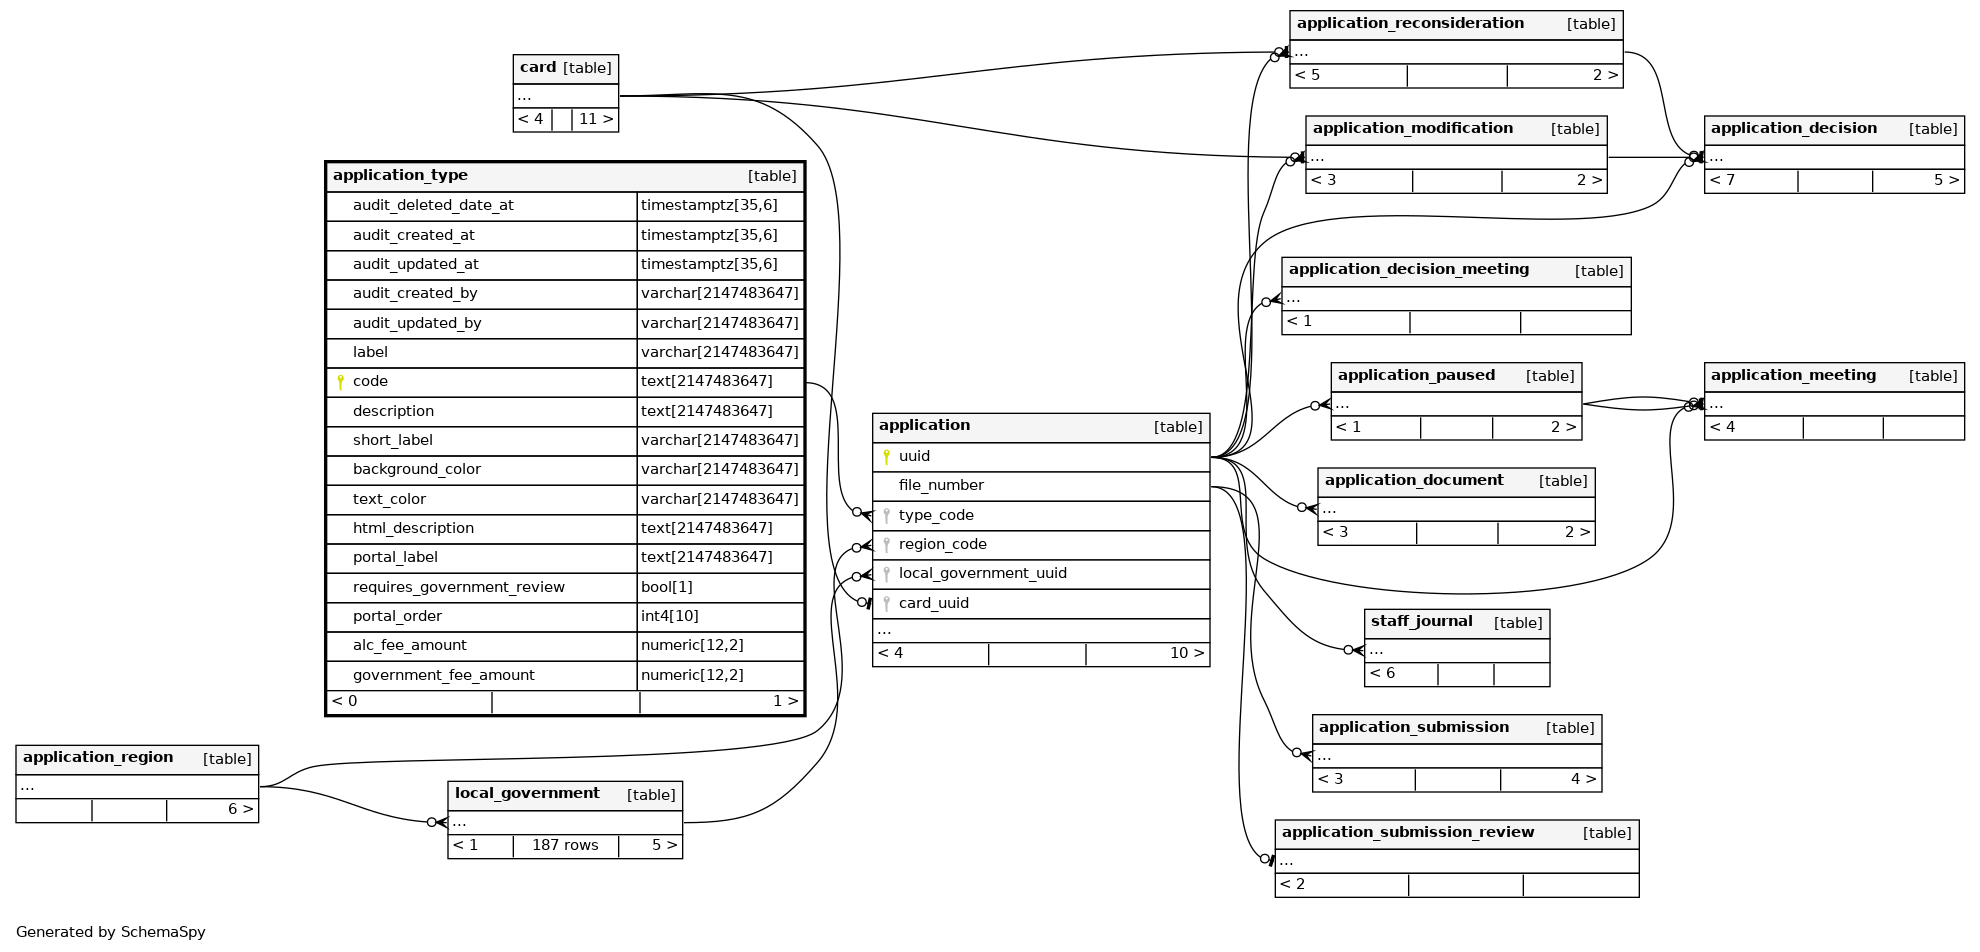 card [table]
...
< 4 11 >
application_type [table]
audit_deleted_date_at timestamptz[35,6]
audit_created_at timestamptz[35,6]
audit_updated_at timestamptz[35,6]
audit_created_by varchar[2147483647]
audit_updated_by varchar[2147483647]
label varchar[2147483647]
code text[2147483647]
description text[2147483647]
short_label varchar[2147483647]
background_color varchar[2147483647]
text_color varchar[2147483647]
html_description text[2147483647]
portal_label text[2147483647]
requires_government_review bool[1]
portal_order int4[10]
alc_fee_amount numeric[12,2]
government_fee_amount numeric[12,2]
< 0 1 >
application_region [table]
...
6 >
local_government [table]
...
< 1 187 rows 5 >
application [table]
uuid
file_number
type_code
region_code
local_government_uuid
card_uuid
...
< 4 10 >
application_reconsideration [table]
...
< 5 2 >
application_modification [table]
...
< 3 2 >
application_decision [table]
...
< 7 5 >
application_decision_meeting [table]
...
< 1
application_paused [table]
...
< 1 2 >
application_meeting [table]
...
< 4
application_document [table]
...
< 3 2 >
staff_journal [table]
...
< 6
application_submission [table]
...
< 3 4 >
application_submission_review [table]
...
< 2
Generated by SchemaSpy